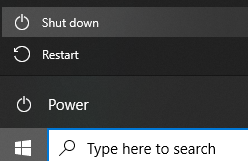 Shut down
Restart
Power
Type here to search